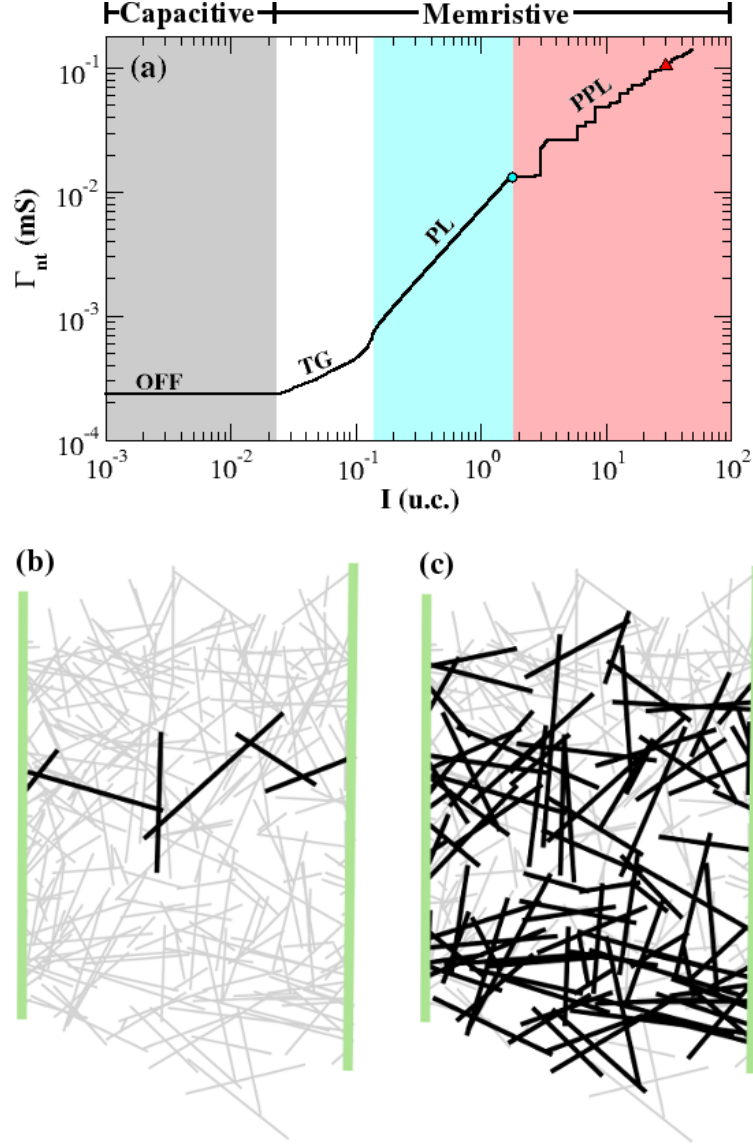 Capacitive Memristive
(a)
10⁻¹
10⁻²
10⁻³
10⁻⁴
Γnt (mS)
OFF
TG
PL
PPL
10⁻³ 10⁻² 10⁻¹ 10⁰ 10¹ 10²
I (u.c.)
(b) (c)